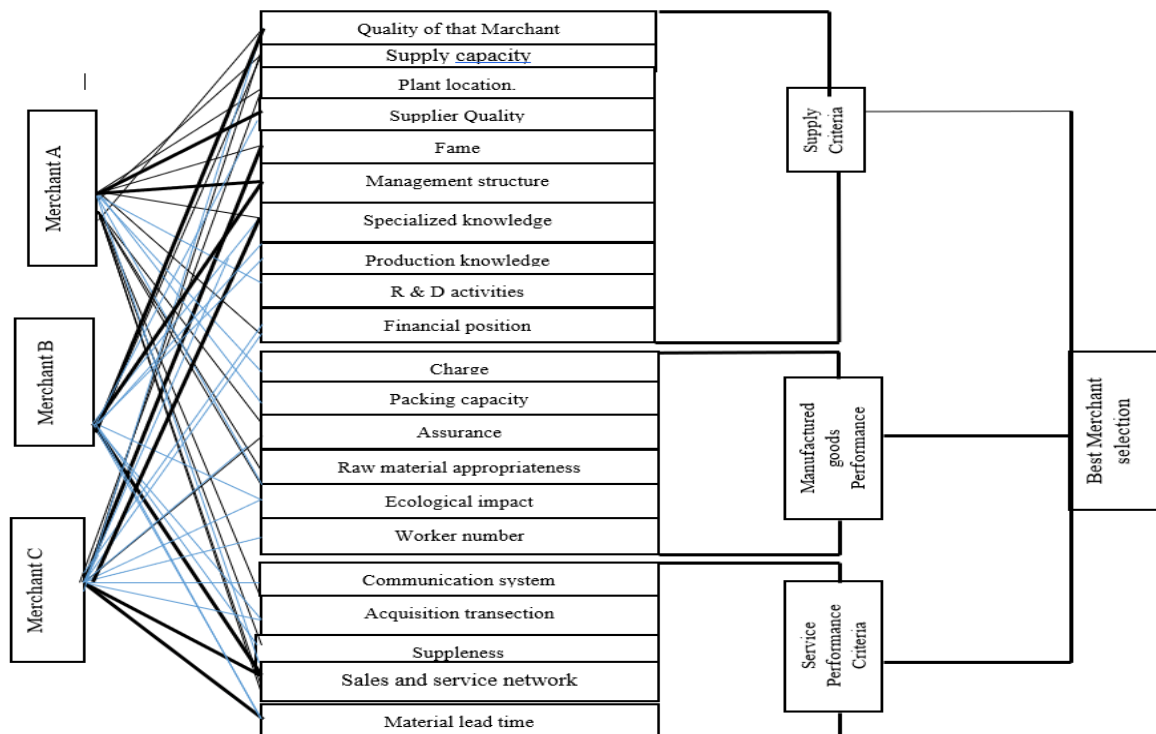 Merchant A
Merchant B
Merchant C
Quality of that Marchant
Supply capacity
Plant location.
Supplier Quality
Fame
Management structure
Specialized knowledge
Production knowledge
R & D activities
Financial position
Charge
Packing capacity
Assurance
Raw material appropriateness
Ecological impact
Worker number
Communication system
Acquisition transection
Suppleness
Sales and service network
Material lead time
Supply
Criteria
Manufactured
goods
Performance
Service
Performance
Criteria
Best Merchant
selection